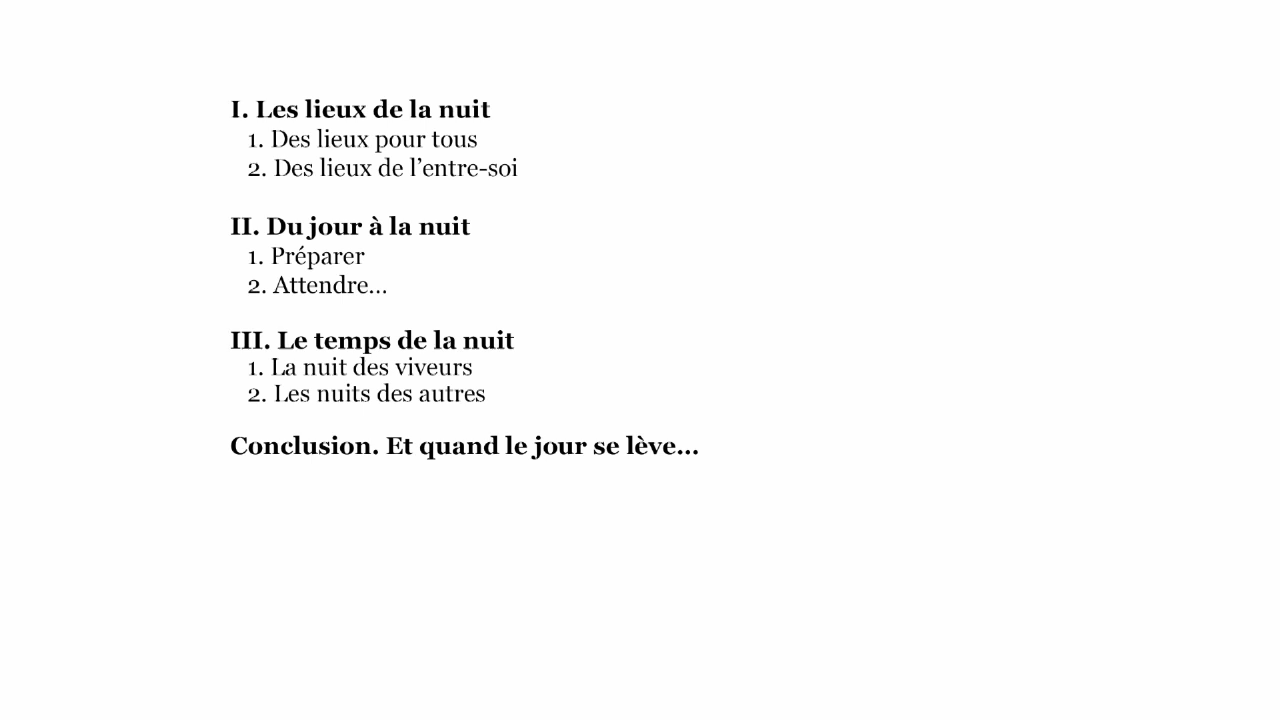 I. Les lieux de la nuit
1. Des lieux pour tous
2. Des lieux de l’entre-soi
II. Du jour à la nuit
1. Préparer
2. Attendre…
III. Le temps de la nuit
1. La nuit des viveurs
2. Les nuits des autres
Conclusion. Et quand le jour se lève…